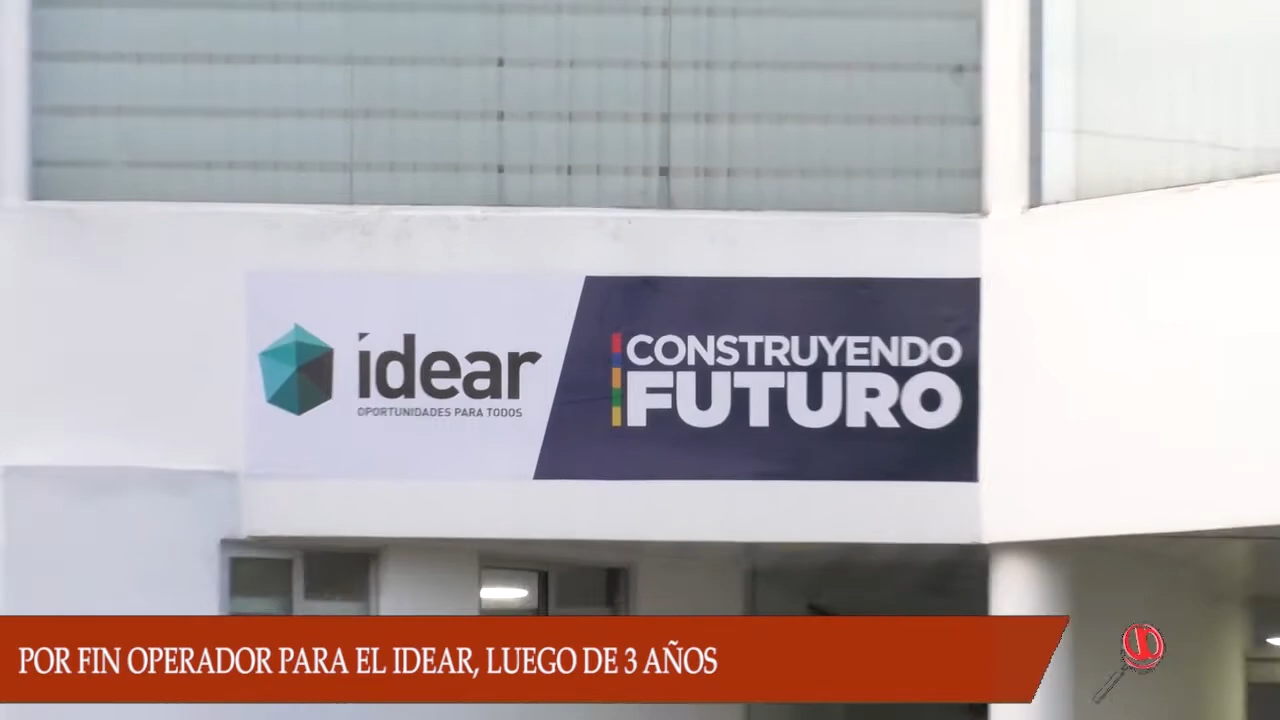 idear
OPORTUNIDADES PARA TODOS
CONSTRUYENDO
FUTURO
POR FIN OPERADOR PARA EL IDEAR, LUEGO DE 3 AÑOS